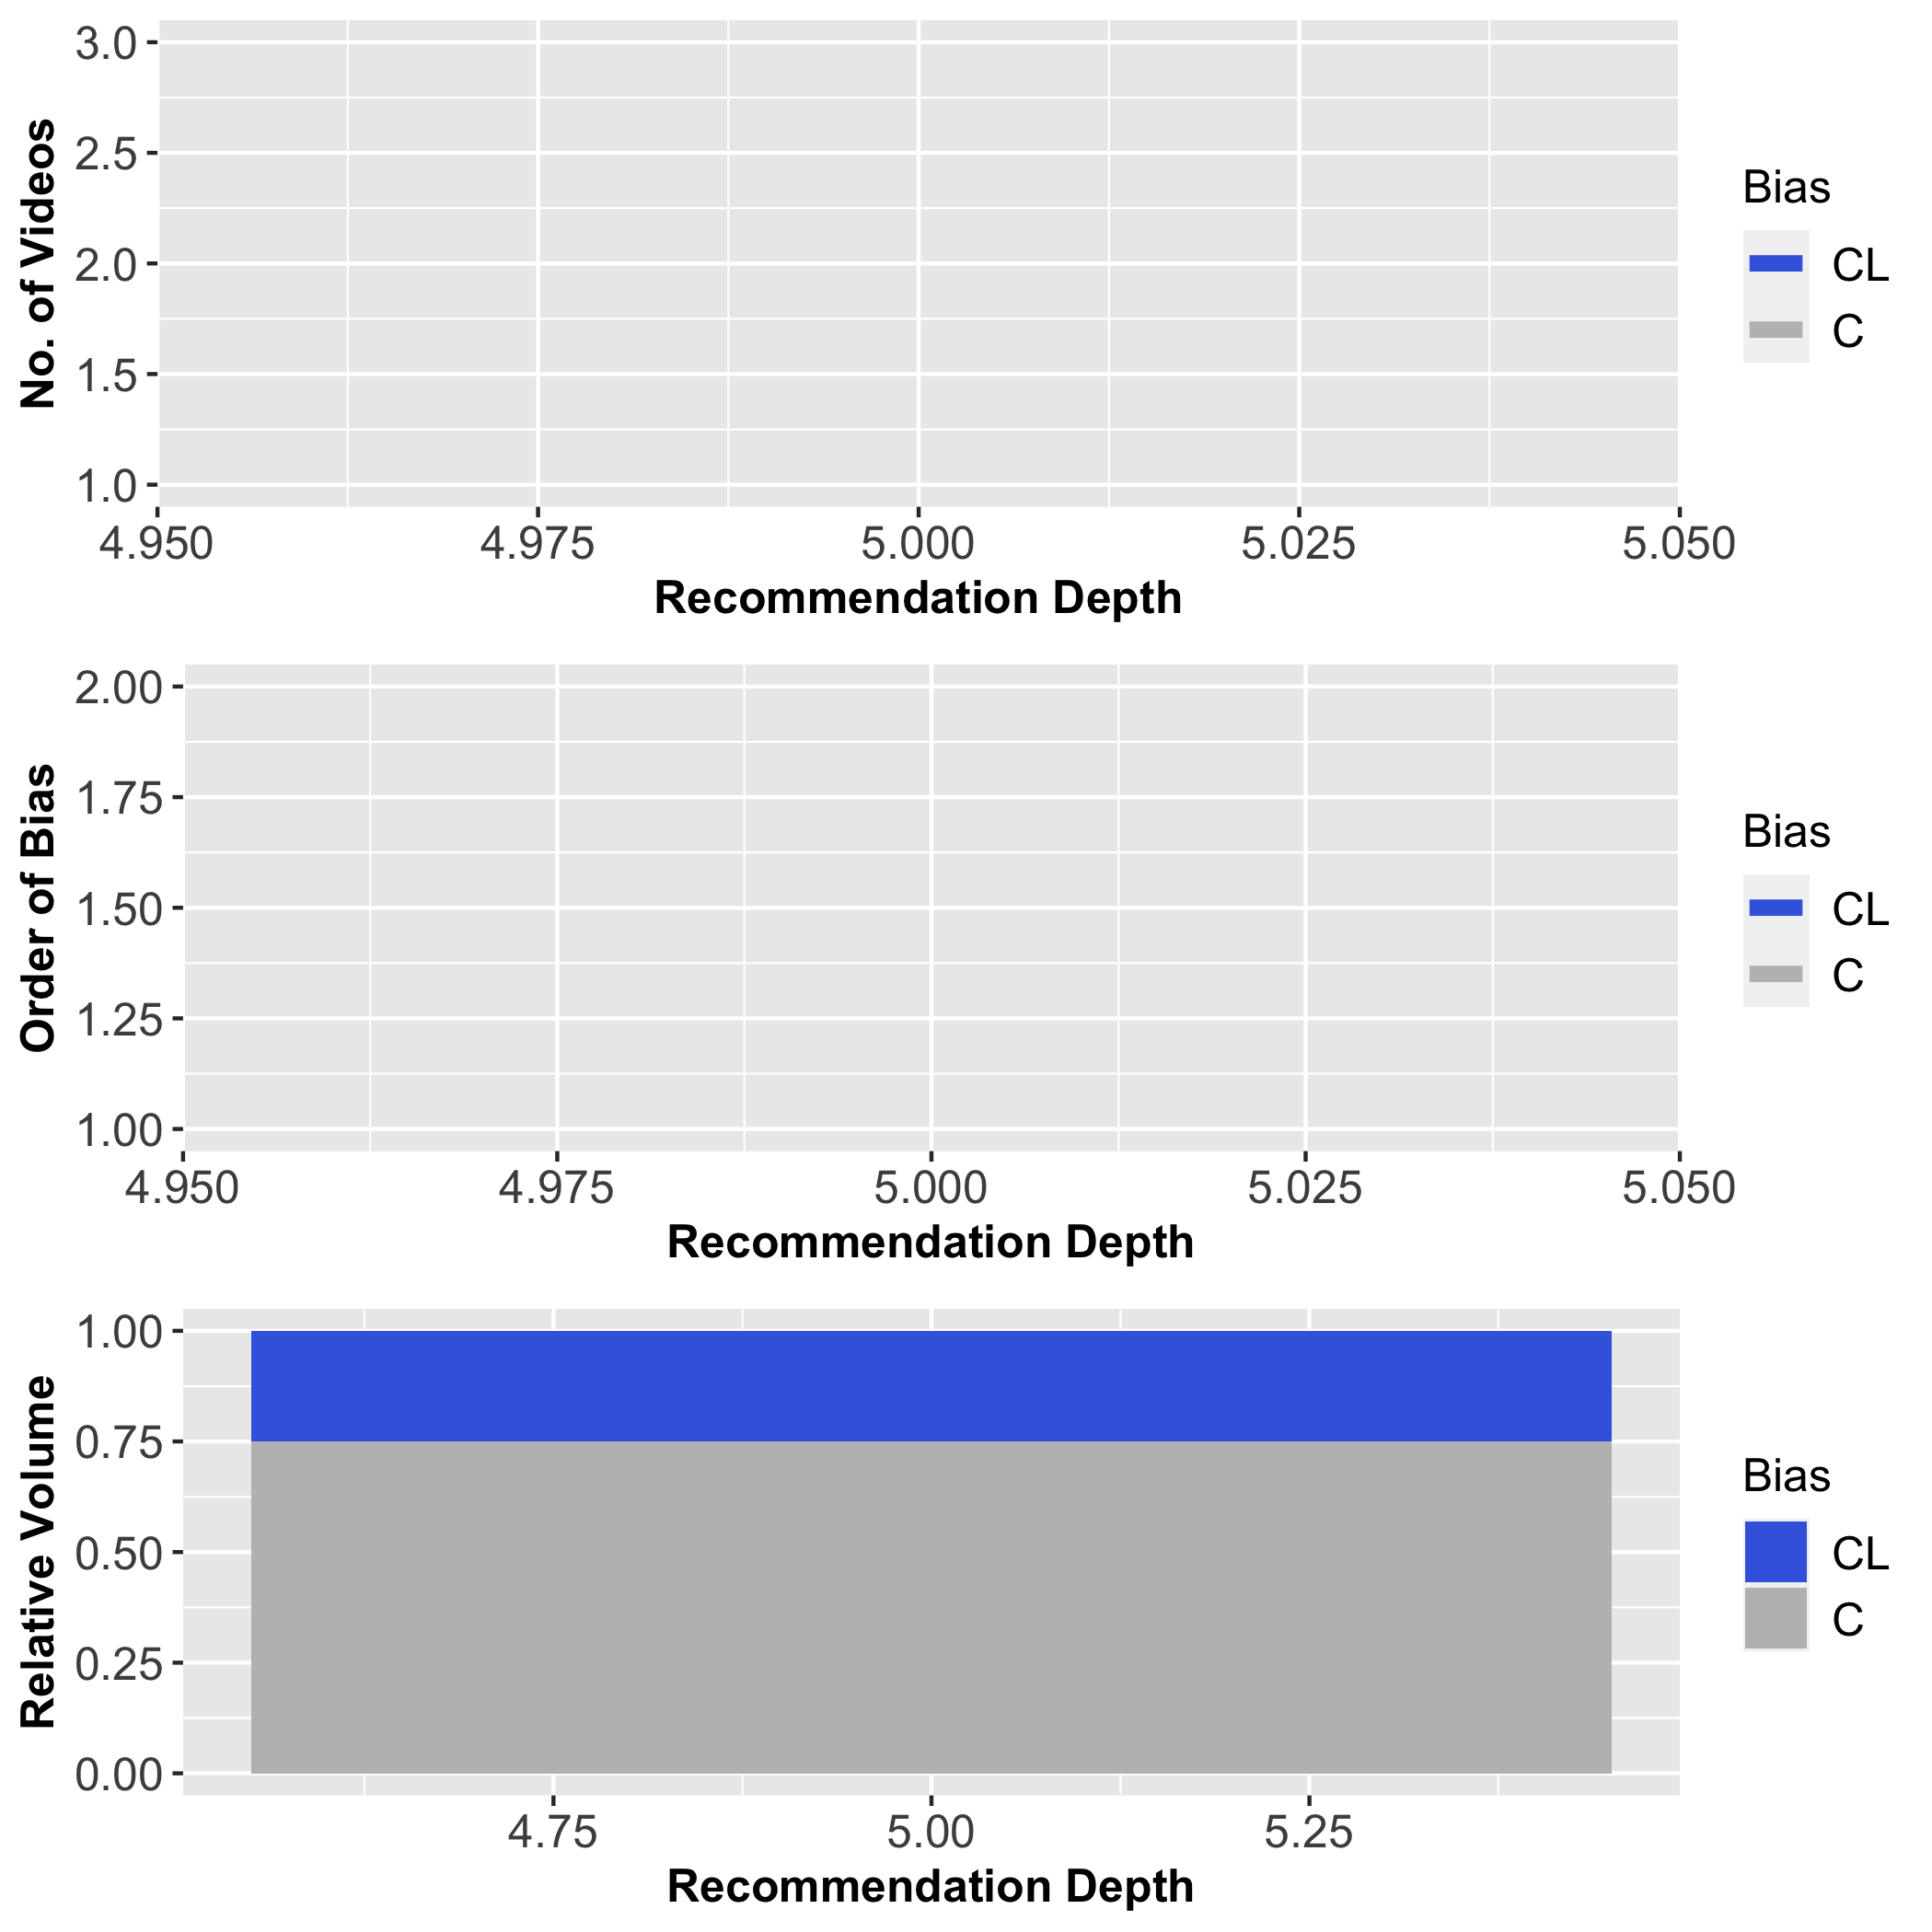 No. of Videos
3.0
2.5
2.0
1.5
1.0
4.950 4.975 5.000 5.025 5.050
Recommendation Depth
Bias
CL
C
Order of Bias
2.00
1.75
1.50
1.25
1.00
4.950 4.975 5.000 5.025 5.050
Recommendation Depth
Bias
CL
C
Relative Volume
1.00
0.75
0.50
0.25
0.00
4.75 5.00 5.25
Recommendation Depth
Bias
CL
C